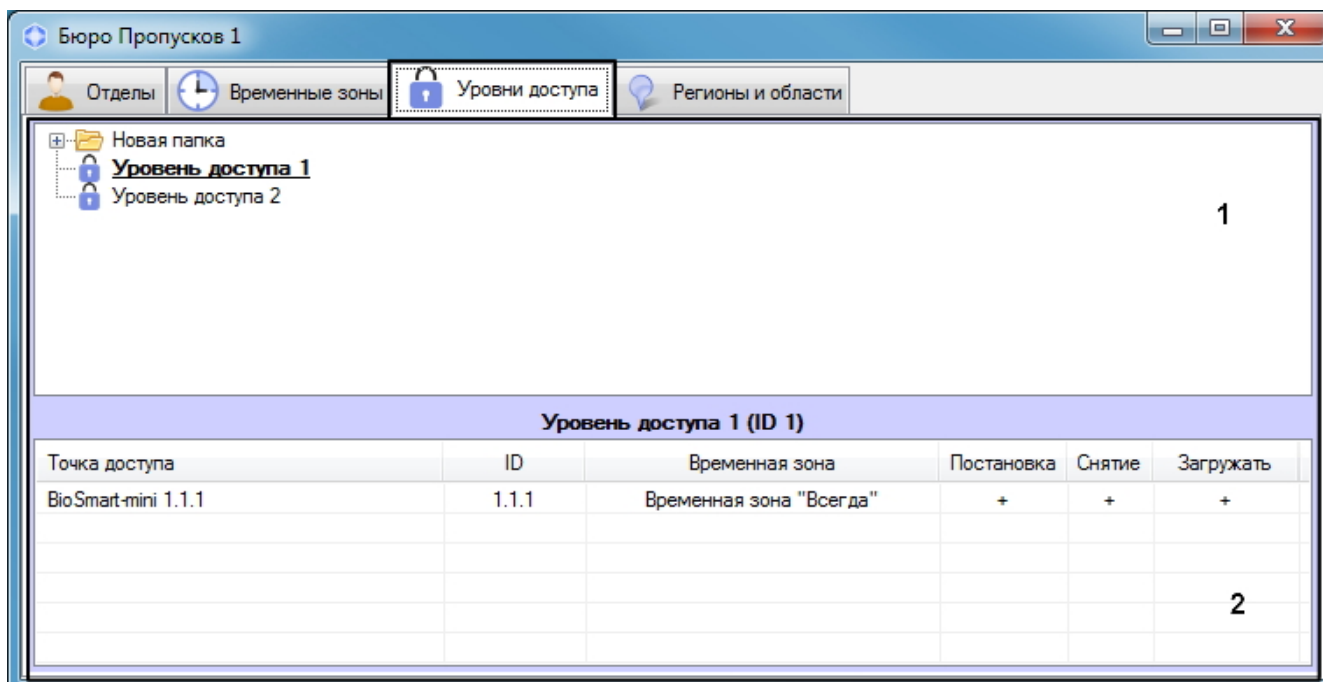 Бюро Пропусков 1
Отделы Временные зоны Уровни доступа Регионы и области
Новая папка
Уровень доступа 1
Уровень доступа 2
1
Уровень доступа 1 (ID 1)
Точка доступа ID Временная зона Постановка Снятие Загружать
BioSmart-mini 1.1.1 1.1.1 Временная зона "Всегда" + + +
2